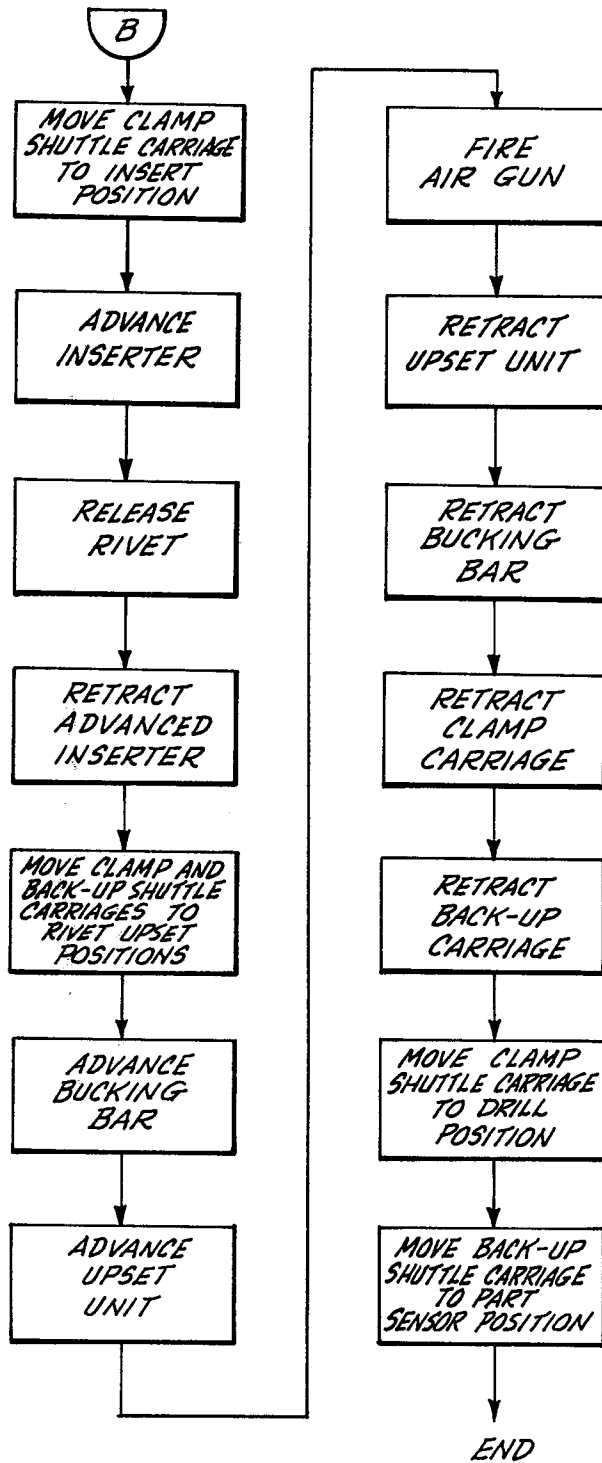 B
MOVE CLAMP
SHUTTLE CARRIAGE
TO INSERT
POSITION
ADVANCE
INSERTER
RELEASE
RIVET
RETRACT
ADVANCED
INSERTER
MOVE CLAMP AND
BACK-UP SHUTTLE
CARRIAGES TO
RIVET UPSET
POSITIONS
ADVANCE
BUCKING
BAR
ADVANCE
UPSET
UNIT
FIRE
AIR GUN
RETRACT
UPSET UNIT
RETRACT
BUCKING
BAR
RETRACT
CLAMP
CARRIAGE
RETRACT
BACK-UP
CARRIAGE
MOVE CLAMP
SHUTTLE CARRIAGE
TO DRILL
POSITION
MOVE BACK-UP
SHUTTLE CARRIAGE
TO PART
SENSOR POSITION
END